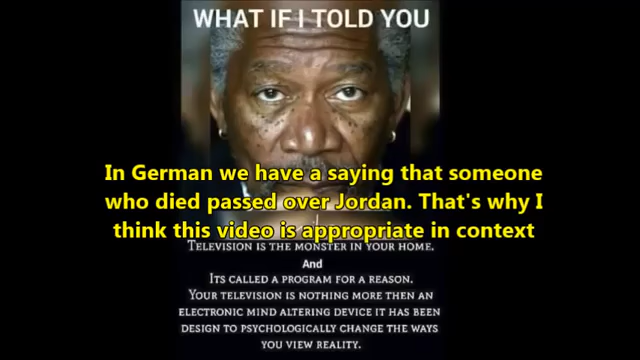 WHAT IF I TOLD YOU
In German we have a saying that someone
who died passed over Jordan. That's why I
think this video is appropriate in context
TELEVISION IS THE MONSTER IN YOUR HOME.
And
ITS CALLED A PROGRAM FOR A REASON.
YOUR TELEVISION IS NOTHING MORE THEN AN
ELECTRONIC MIND ALTERING DEVICE IT HAS BEEN
DESIGN TO PSYCHOLOGICALLY CHANGE THE WAYS
YOU VIEW REALITY.